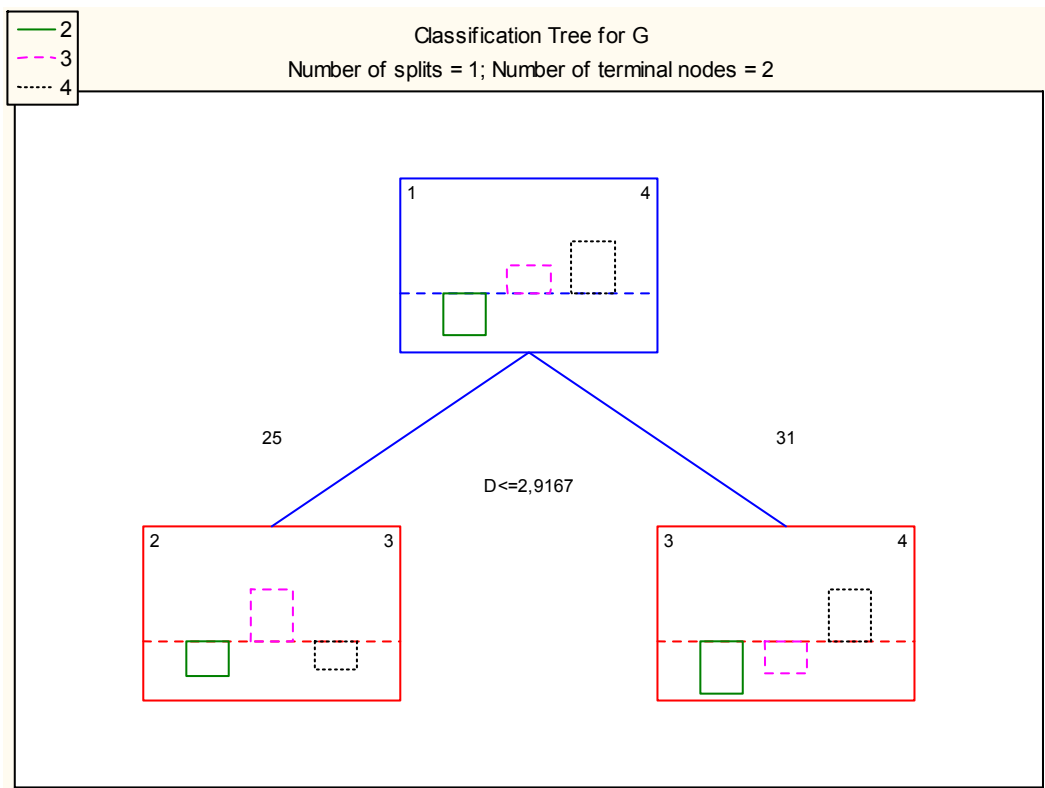 2
3
4
Classification Tree for G
Number of splits = 1; Number of terminal nodes = 2
1 4
25 31
D<=2,9167
2 3 3 4